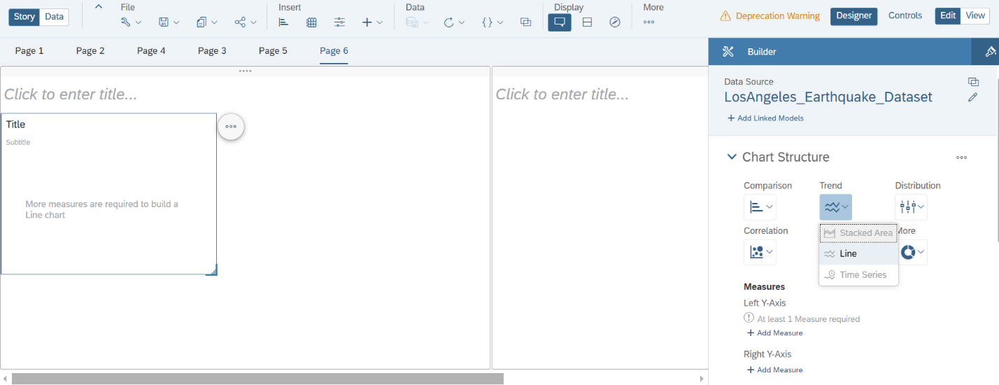 Story Data
File
Insert
Data
Display
More
Deprecation Warning
Designer
Controls
Edit View
Page 1
Page 2
Page 4
Page 3
Page 5
Page 6
Click to enter title...
Title
Subtitle
More measures are required to build a
Line chart
Click to enter title...
Builder
Data Source
LosAngeles_Earthquake_Dataset
+ Add Linked Models
Chart Structure
Comparison
Trend
Distribution
Correlation
More
Stacked Area
Line
Time Series
Measures
Left Y-Axis
At least 1 Measure required
+ Add Measure
Right Y-Axis
+ Add Measure